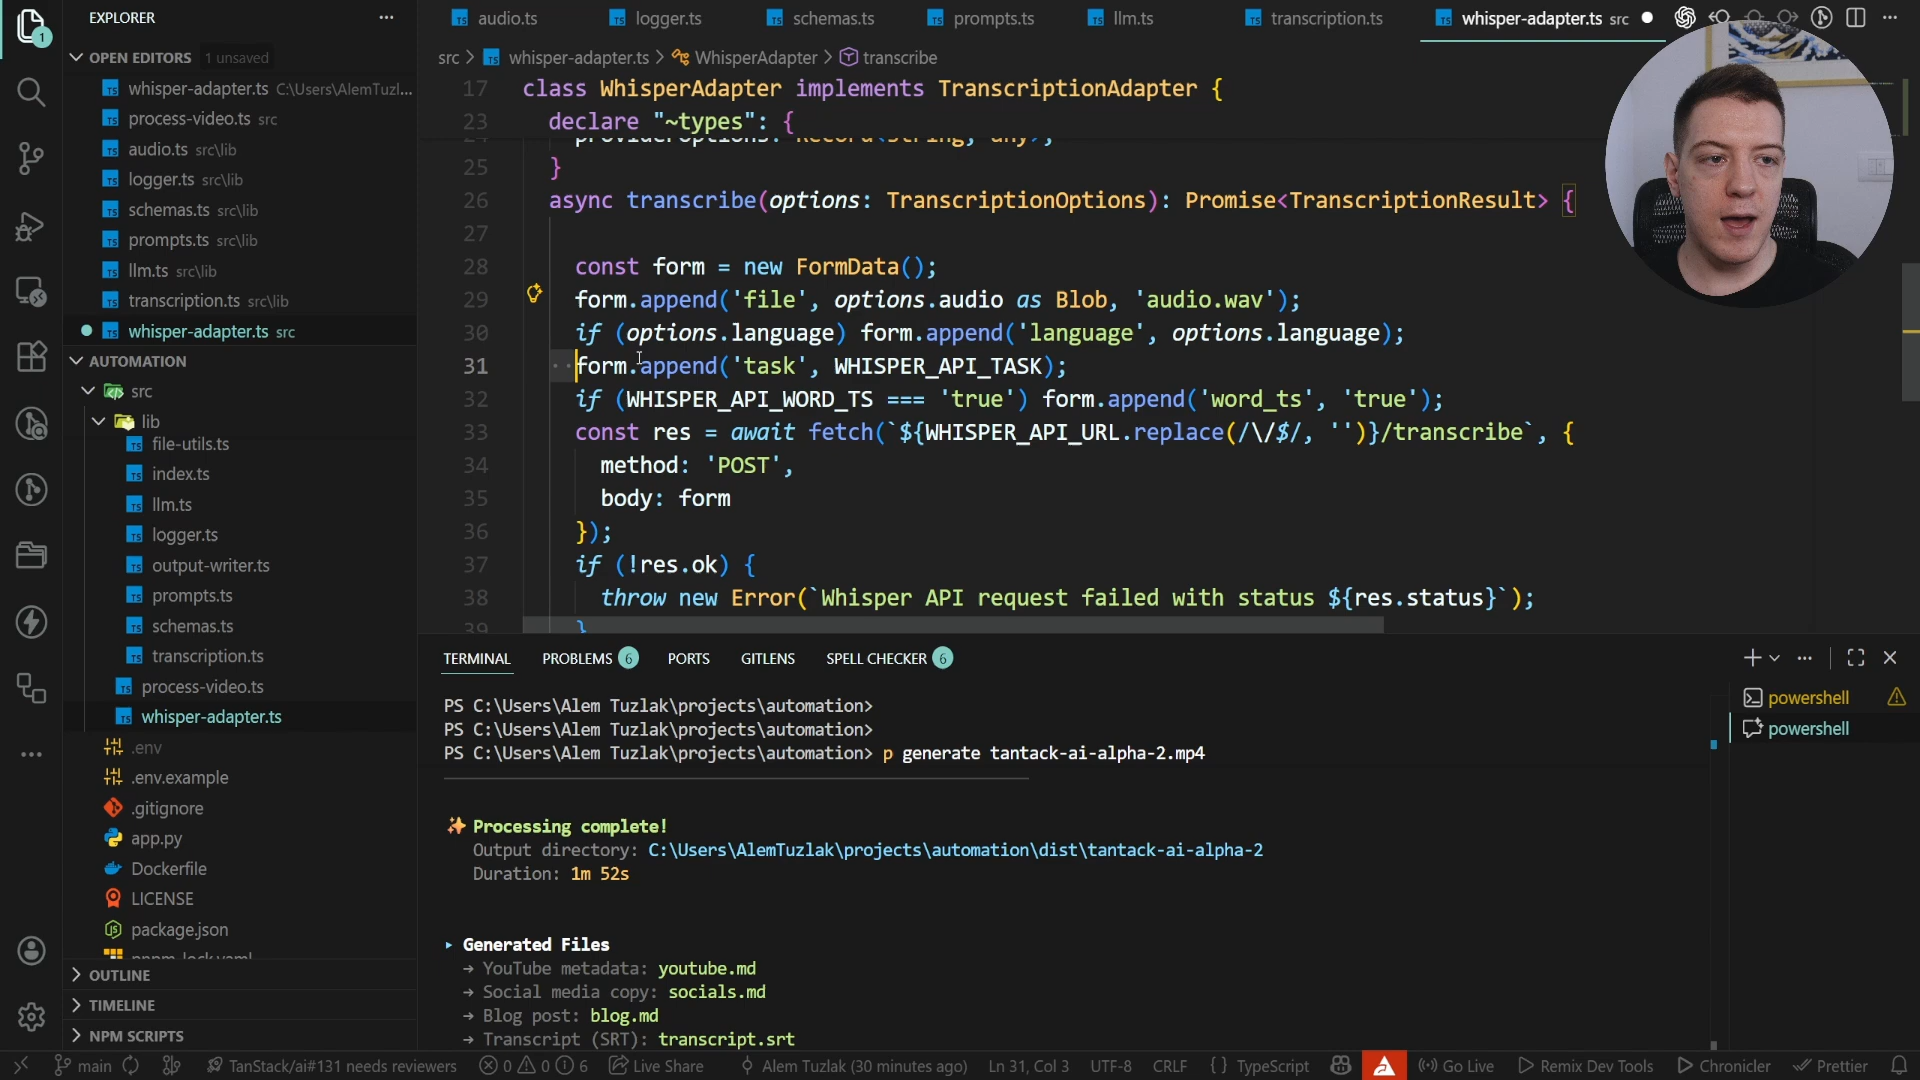 EXPLORER
OPEN EDITORS 1 unsaved
whisper-adapter.ts C:\Users\AlemTuzl...
process-video.ts src
audio.ts src\lib
logger.ts src\lib
schemas.ts src\lib
prompts.ts src\lib
llm.ts src\lib
transcription.ts src\lib
whisper-adapter.ts src
AUTOMATION
src
lib
file-utils.ts
index.ts
llm.ts
logger.ts
output-writer.ts
prompts.ts
schemas.ts
transcription.ts
process-video.ts
whisper-adapter.ts
.env
.env.example
.gitignore
app.py
Dockerfile
LICENSE
package.json
pnpm-lock.yaml
OUTLINE
TIMELINE
NPM SCRIPTS
audio.ts logger.ts schemas.ts prompts.ts llm.ts transcription.ts whisper-adapter.ts src
src > whisper-adapter.ts > WhisperAdapter > transcribe
17 class WhisperAdapter implements TranscriptionAdapter {
23 declare "~types": {
24 providerOptions: Record<string, any>;
25 }
26 async transcribe(options: TranscriptionOptions): Promise<TranscriptionResult> {
27
28 const form = new FormData();
29 form.append('file', options.audio as Blob, 'audio.wav');
30 if (options.language) form.append('language', options.language);
31 form.append('task', WHISPER_API_TASK);
32 if (WHISPER_API_WORD_TS === 'true') form.append('word_ts', 'true');
33 const res = await fetch(`${WHISPER_API_URL.replace(/\/$/, '')}/transcribe`, {
34 method: 'POST',
35 body: form
36 });
37 if (!res.ok) {
38 throw new Error(`Whisper API request failed with status ${res.status}`);
39 }
TERMINAL PROBLEMS 6 PORTS GITLENS SPELL CHECKER 6
PS C:\Users\Alem Tuzlak\projects\automation>
PS C:\Users\Alem Tuzlak\projects\automation>
PS C:\Users\Alem Tuzlak\projects\automation> p generate tantack-ai-alpha-2.mp4
Processing complete!
Output directory: C:\Users\AlemTuzlak\projects\automation\dist\tantack-ai-alpha-2
Duration: 1m 52s
Generated Files
→ YouTube metadata: youtube.md
→ Social media copy: socials.md
→ Blog post: blog.md
→ Transcript (SRT): transcript.srt
powershell
powershell
1
main TanStack/ai#131 needs reviewers 0 0 6 Live Share Alem Tuzlak (30 minutes ago) Ln 31, Col 3 UTF-8 CRLF {} TypeScript Go Live Remix Dev Tools Chronicler Prettier